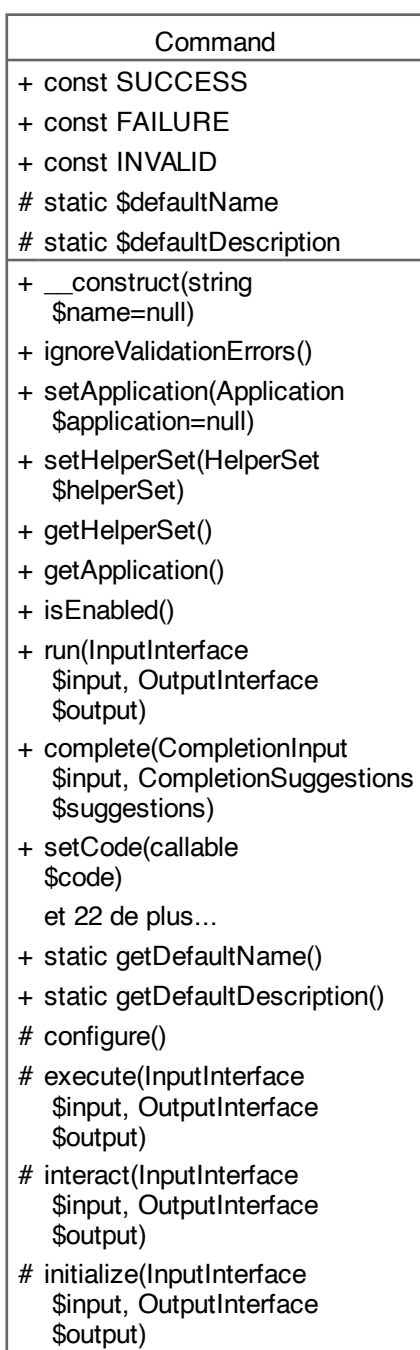 Command
+ const SUCCESS
+ const FAILURE
+ const INVALID
# static $defaultName
# static $defaultDescription
+ __construct(string
$name=null)
+ ignoreValidationErrors()
+ setApplication(Application
$application=null)
+ setHelperSet(HelperSet
$helperSet)
+ getHelperSet()
+ getApplication()
+ isEnabled()
+ run(InputInterface
$input, OutputInterface
$output)
+ complete(CompletionInput
$input, CompletionSuggestions
$suggestions)
+ setCode(callable
$code)
et 22 de plus...
+ static getDefaultName()
+ static getDefaultDescription()
# configure()
# execute(InputInterface
$input, OutputInterface
$output)
# interact(InputInterface
$input, OutputInterface
$output)
# initialize(InputInterface
$input, OutputInterface
$output)